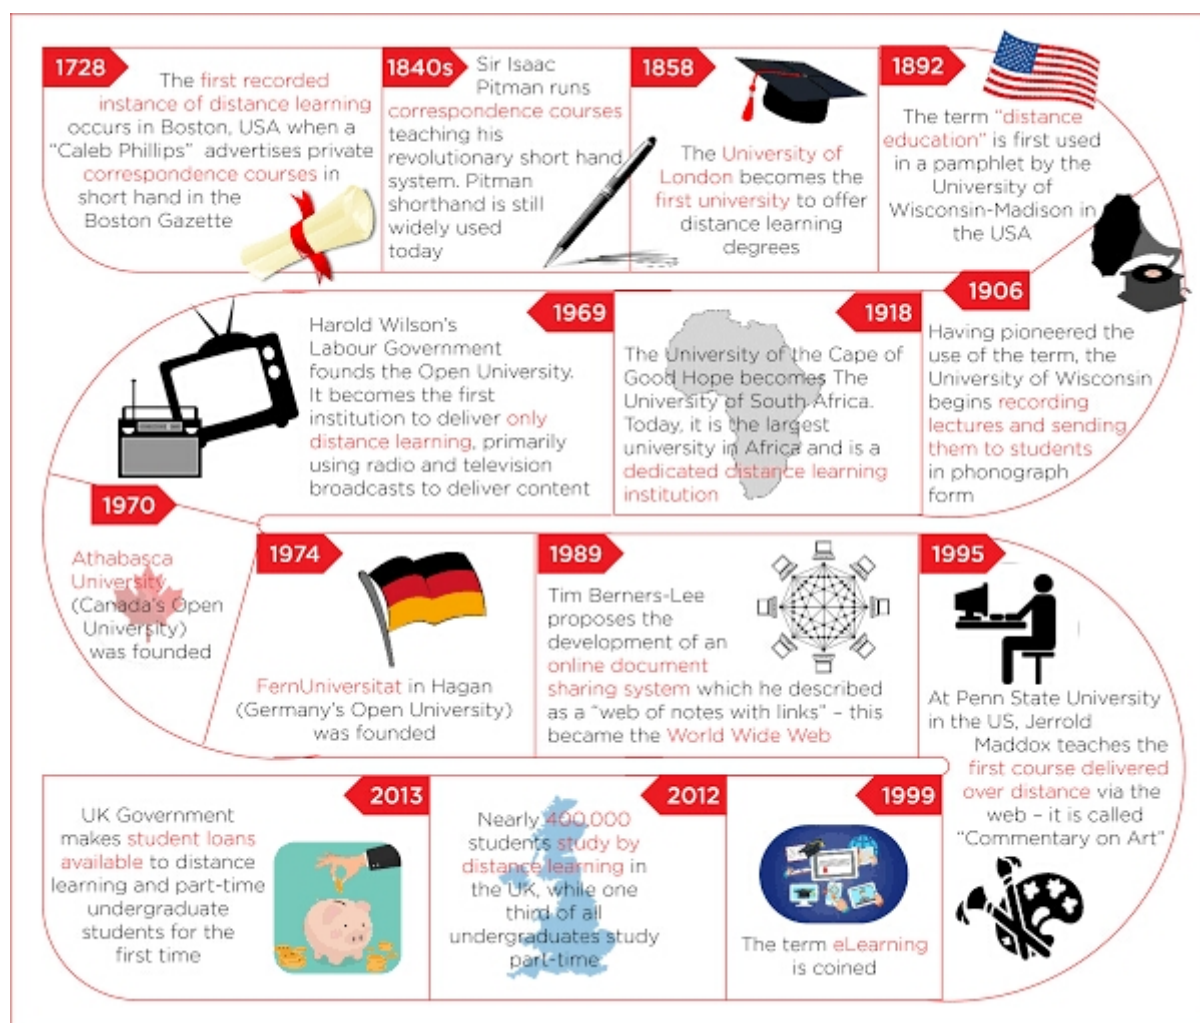 1728
The first recorded
instance of distance learning
occurs in Boston, USA when a
"Caleb Phillips" advertises private
correspondence courses in
short hand in the
Boston Gazette
1840s
Sir Isaac
Pitman runs
correspondence courses
teaching his
revolutionary short hand
system. Pitman
shorthand is still
widely used
today
1858
The University of
London becomes the
first university to offer
distance learning
degrees
1892
The term "distance
education" is first used
in a pamphlet by the
University of
Wisconsin-Madison in
the USA
1906
Having pioneered the
use of the term, the
University of Wisconsin
begins recording
lectures and sending
them to students
in phonograph
form
1918
The University of the Cape of
Good Hope becomes The
University of South Africa.
Today, it is the largest
university in Africa and is a
dedicated distance learning
institution
1969
Harold Wilson's
Labour Government
founds the Open University.
It becomes the first
institution to deliver only
distance learning, primarily
using radio and television
broadcasts to deliver content
1970
Athabasca
University
(Canada's Open
University)
was founded
1974
FernUniversitat in Hagan
(Germany's Open University)
was founded
1989
Tim Berners-Lee
proposes the
development of an
online document
sharing system which he described
as a "web of notes with links" – this
became the World Wide Web
1995
At Penn State University
in the US, Jerrold
Maddox teaches the
first course delivered
over distance via the
web – it is called
"Commentary on Art"
1999
The term eLearning
is coined
2012
Nearly 400,000
students study by
distance learning in
the UK, while one
third of all
undergraduates study
part-time
2013
UK Government
makes student loans
available to distance
learning and part-time
undergraduate
students for the
first time